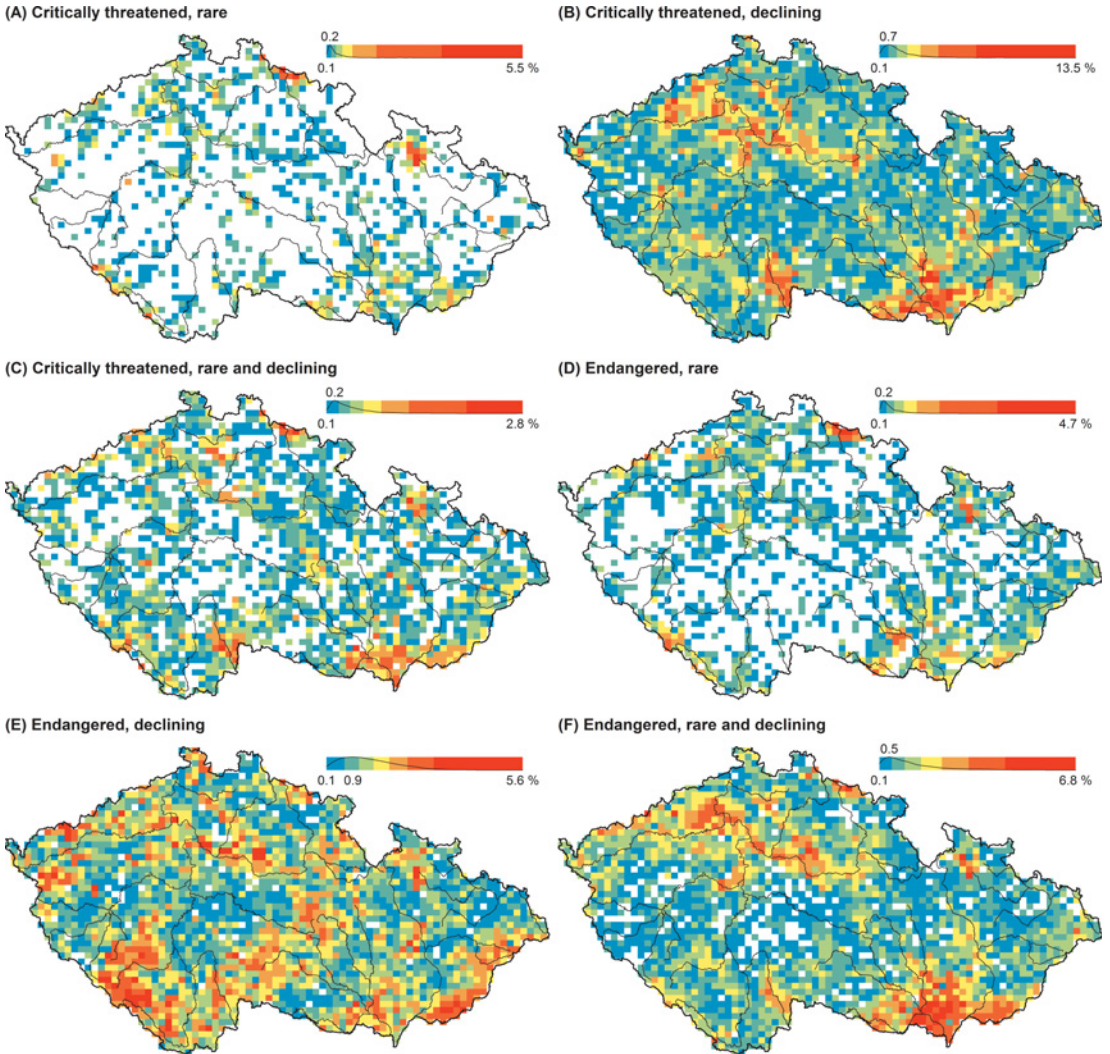 (A) Critically threatened, rare
0.2
0.1 5.5 %
(B) Critically threatened, declining
0.7
0.1 13.5 %
(C) Critically threatened, rare and declining
0.2
0.1 2.8 %
(D) Endangered, rare
0.2
0.1 4.7 %
(E) Endangered, declining
0.1 0.9 5.6 %
(F) Endangered, rare and declining
0.5
0.1 6.8 %